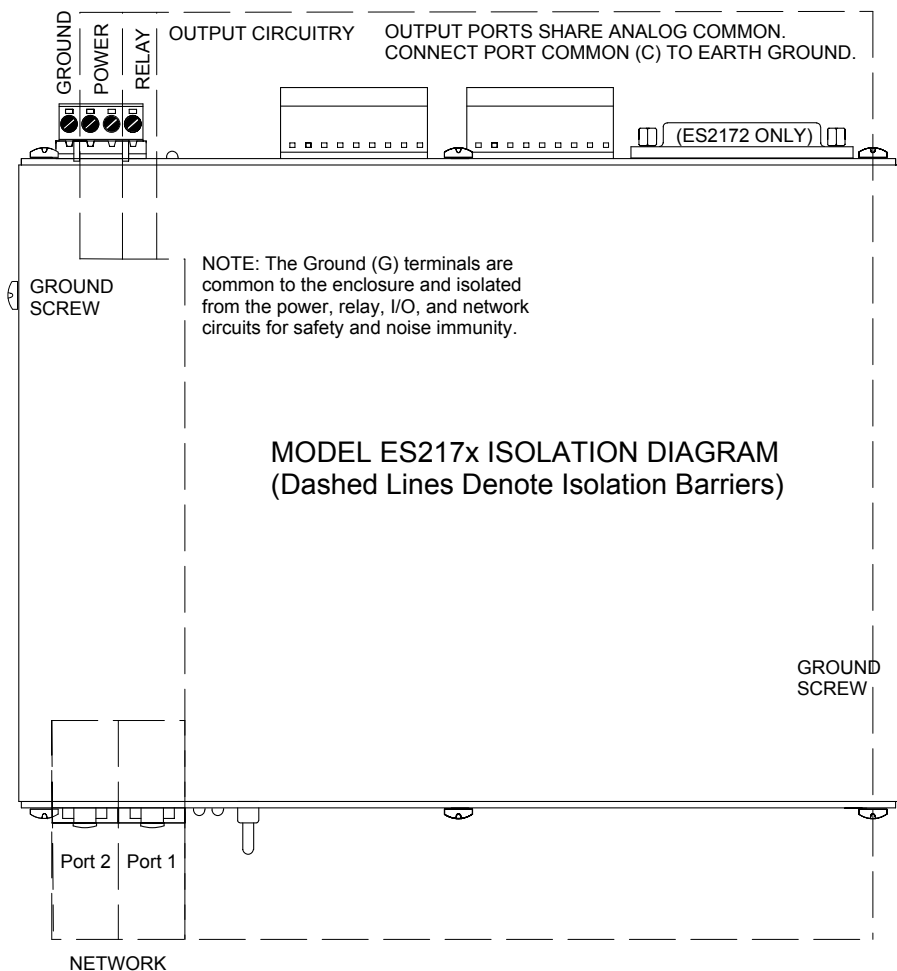 GROUND
POWER
RELAY
OUTPUT CIRCUITRY
OUTPUT PORTS SHARE ANALOG COMMON.
CONNECT PORT COMMON (C) TO EARTH GROUND.
(ES2172 ONLY)
NOTE: The Ground (G) terminals are
common to the enclosure and isolated
from the power, relay, I/O, and network
circuits for safety and noise immunity.
GROUND
SCREW
MODEL ES217x ISOLATION DIAGRAM
(Dashed Lines Denote Isolation Barriers)
GROUND
SCREW
Port 2
Port 1
NETWORK